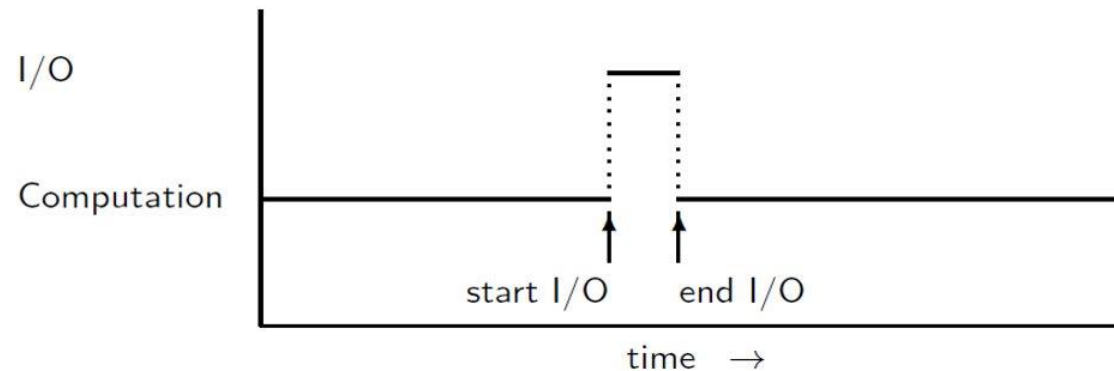 I/O
Computation
start I/O end I/O
time →